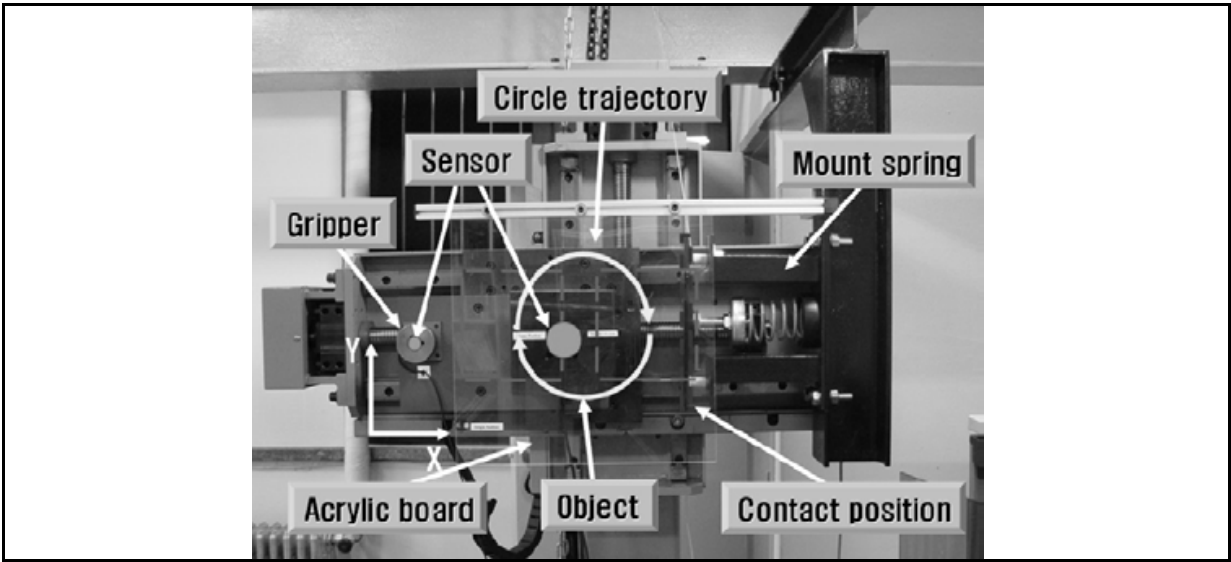 Circle trajectory
Sensor
Mount spring
Gripper
Y
X
Acrylic board
Object
Contact position